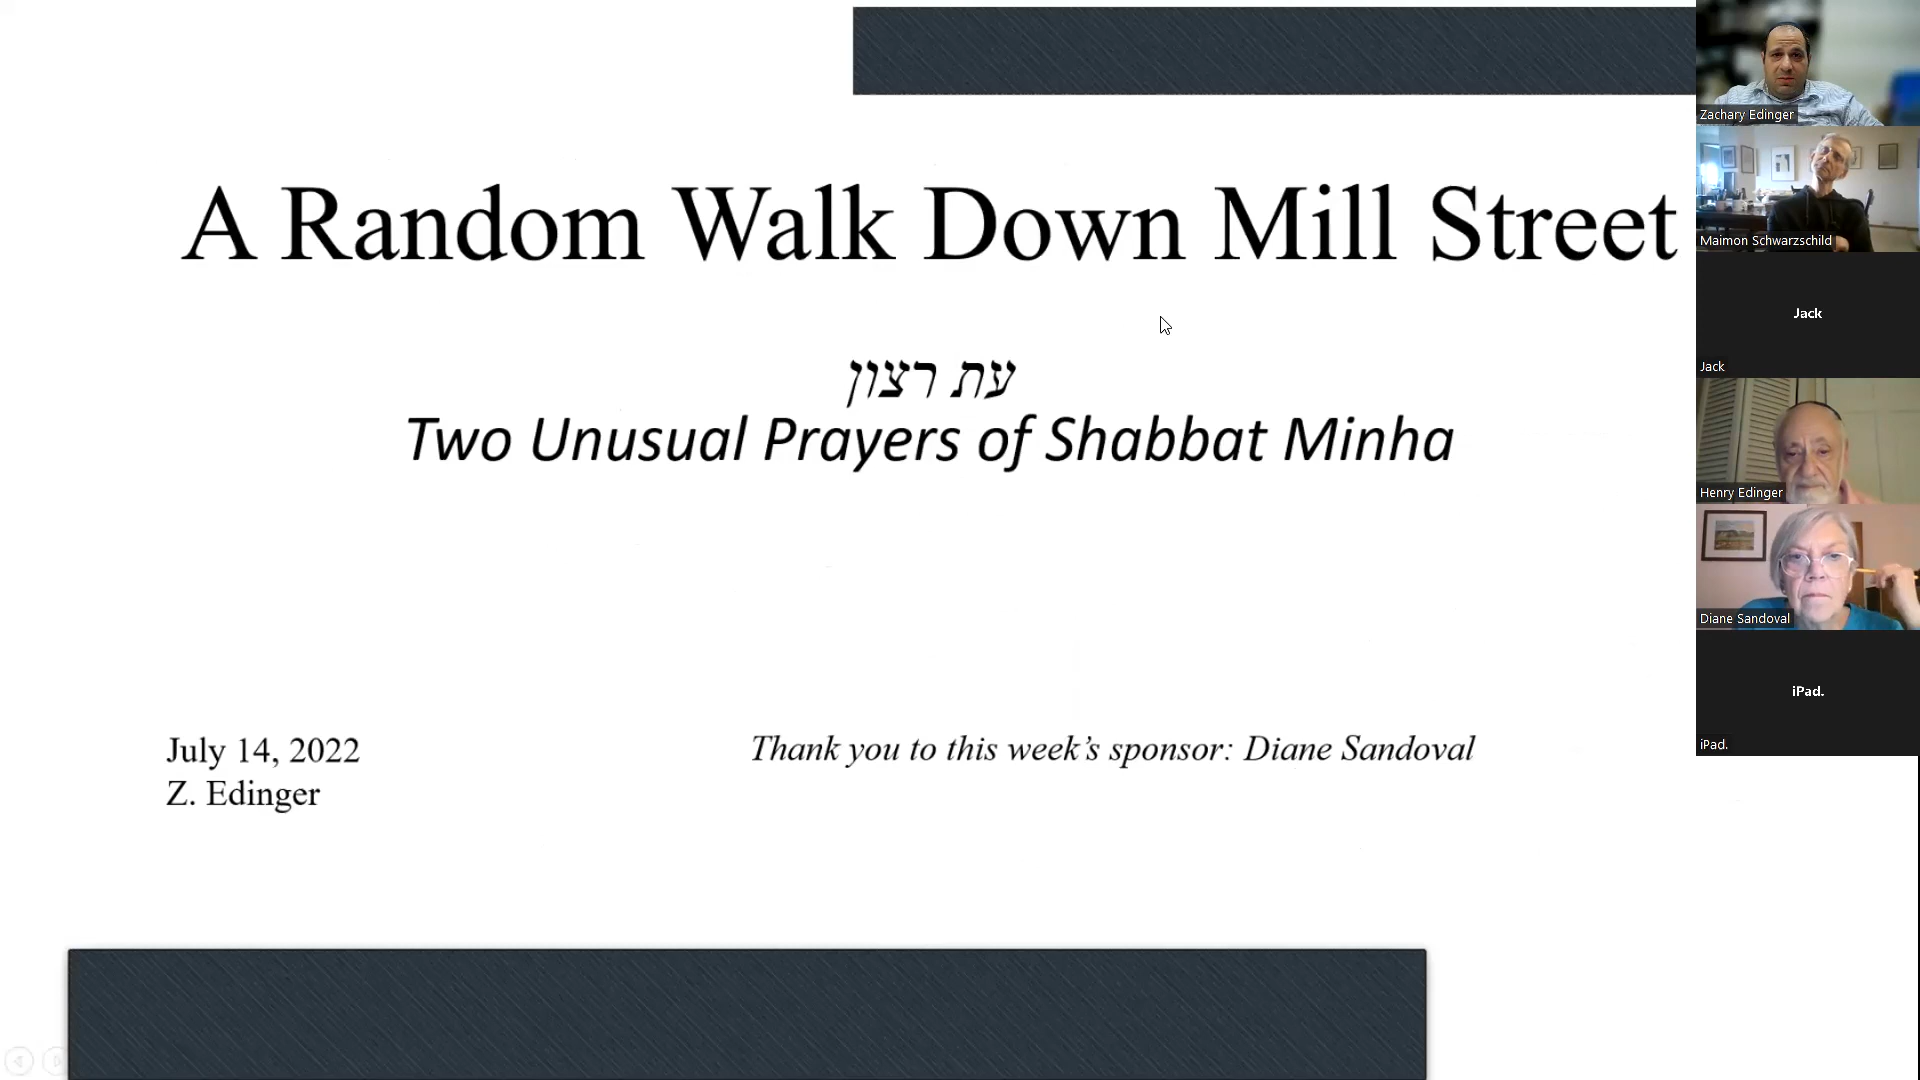 A Random Walk Down Mill Street
עת רצון
Two Unusual Prayers of Shabbat Minha
July 14, 2022
Z. Edinger
Thank you to this week’s sponsor: Diane Sandoval
Zachary Edinger
Maimon Schwarzschild
Jack
Jack
Henry Edinger
Diane Sandoval
iPad.
iPad.